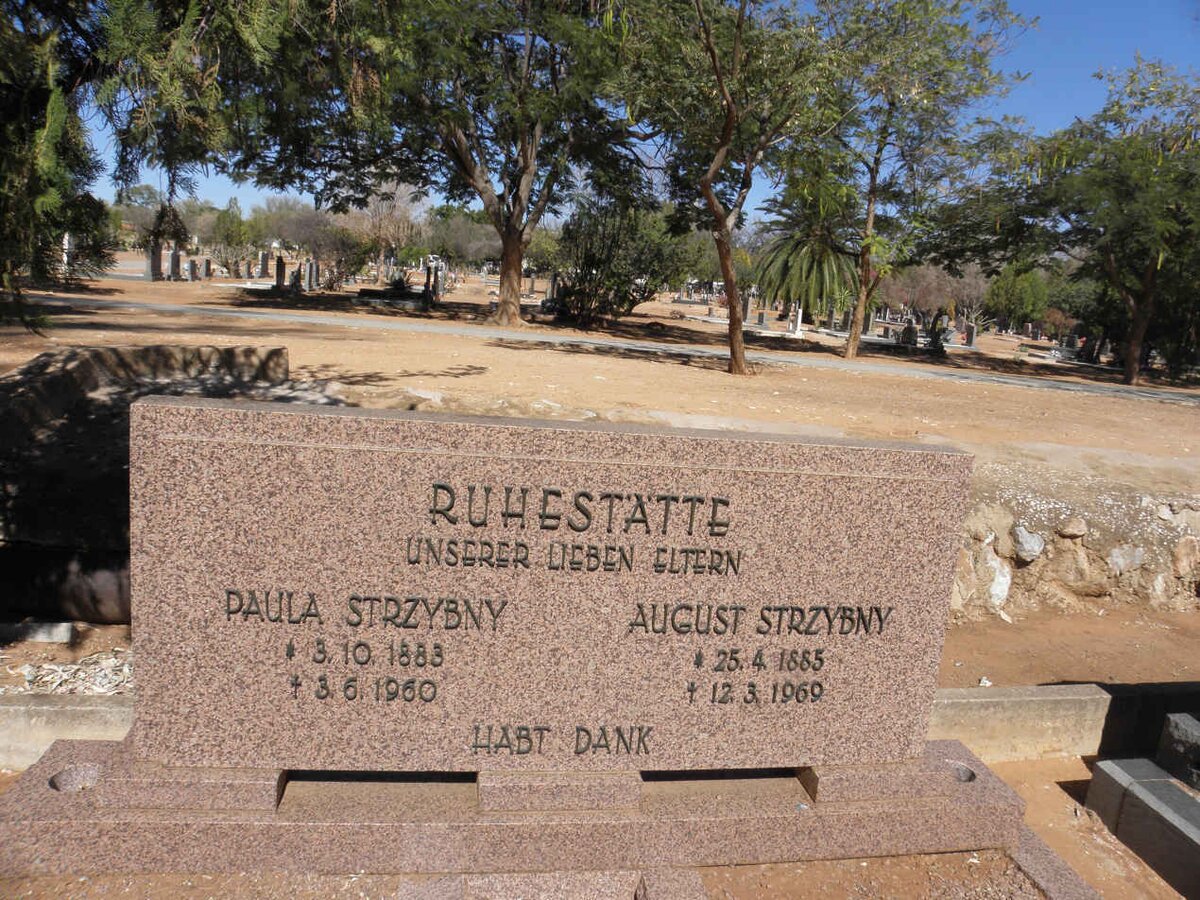 RUHESTÄTTE
UNSERER LIEBEN ELTERN
PAULA STRZYBNY
* 3. 10. 1883
† 3. 6. 1960
AUGUST STRZYBNY
* 25. 4. 1885
† 12. 3. 1969
HABT DANK